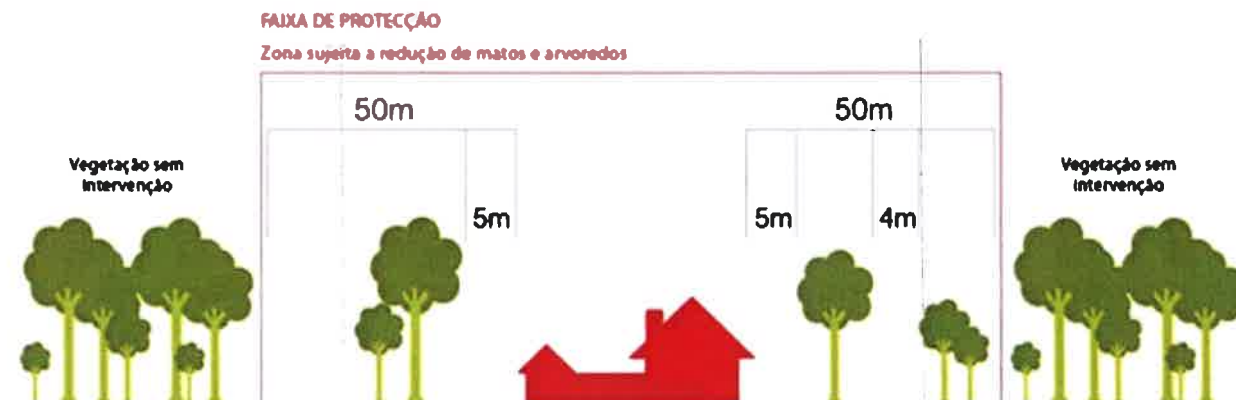 FAIXA DE PROTECÇÃO
Zona sujeita a redução de matos e arvoredos
50m
50m
Vegetação sem
intervenção
Vegetação sem
intervenção
5m
5m
4m